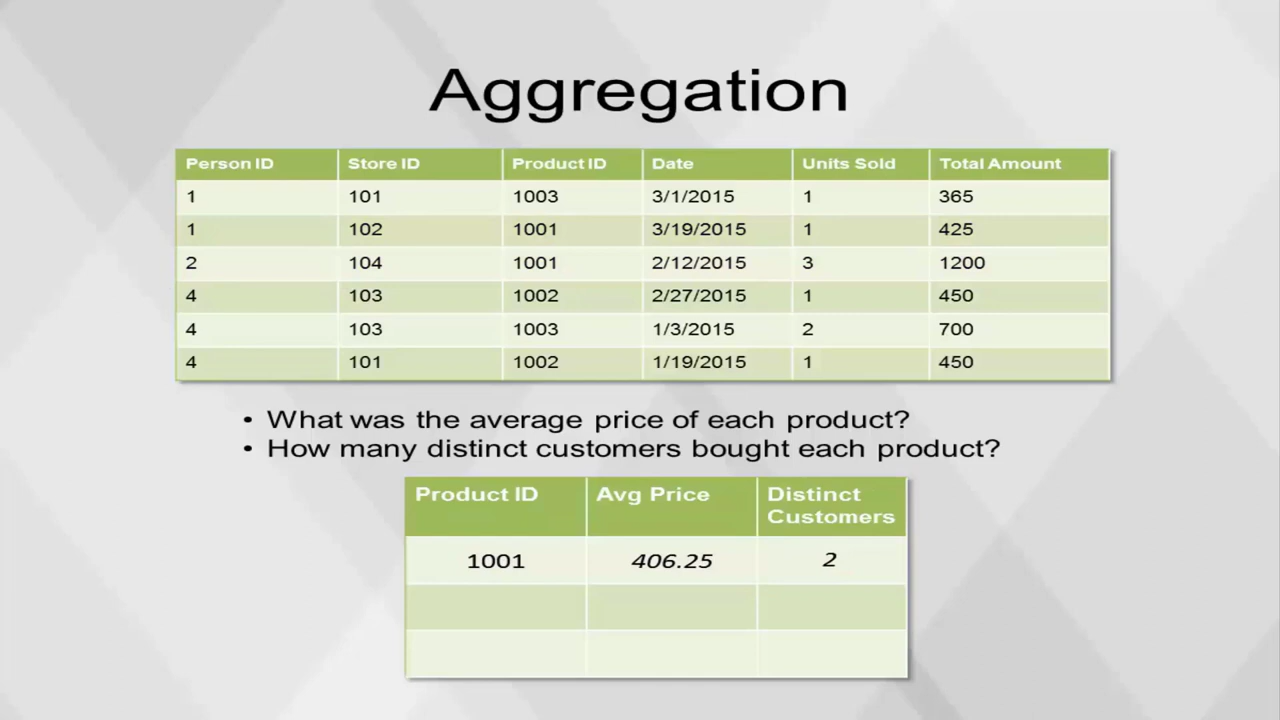 Aggregation
Person ID Store ID Product ID Date Units Sold Total Amount
1 101 1003 3/1/2015 1 365
1 102 1001 3/19/2015 1 425
2 104 1001 2/12/2015 3 1200
4 103 1002 2/27/2015 1 450
4 103 1003 1/3/2015 2 700
4 101 1002 1/19/2015 1 450
• What was the average price of each product?
• How many distinct customers bought each product?
Product ID Avg Price Distinct
Customers
1001 406.25 2